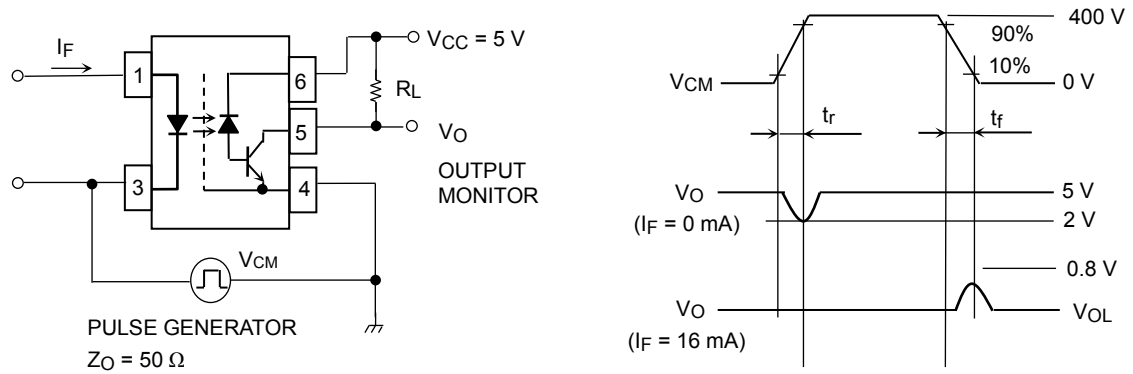 IF
1
3
6
5
4
VCC = 5 V
RL
VO
OUTPUT
MONITOR
VCM
PULSE GENERATOR
ZO = 50 Ω
400 V
90%
10%
VCM
0 V
tr
tf
VO
(IF = 0 mA)
5 V
2 V
0.8 V
VO
(IF = 16 mA)
VOL